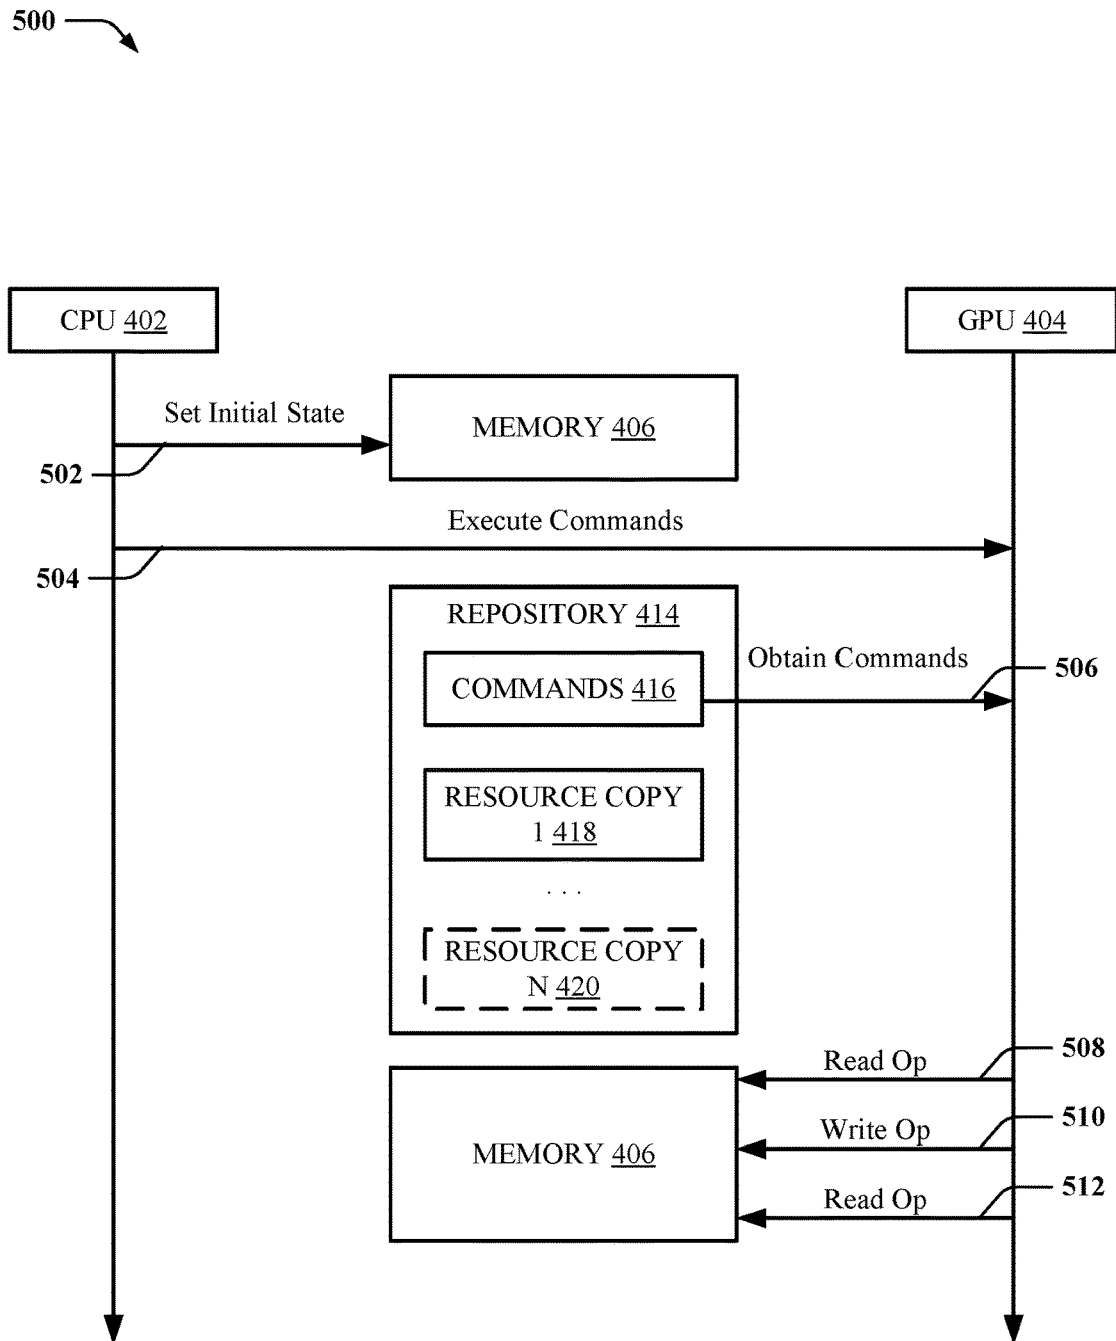 500
CPU 402
GPU 404
Set Initial State
MEMORY 406
502
Execute Commands
504
REPOSITORY 414
Obtain Commands
506
COMMANDS 416
RESOURCE COPY
1 418
. . .
RESOURCE COPY
N 420
Read Op
508
Write Op
510
MEMORY 406
Read Op
512